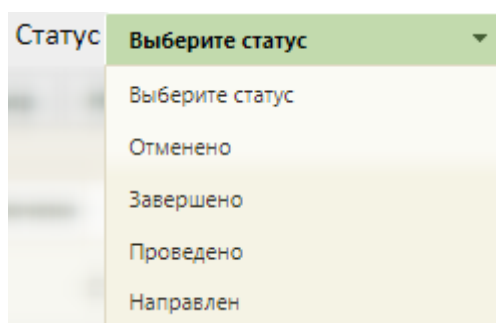 Статус Выберите статус
Выберите статус
Отменено
Завершено
Проведено
Направлен